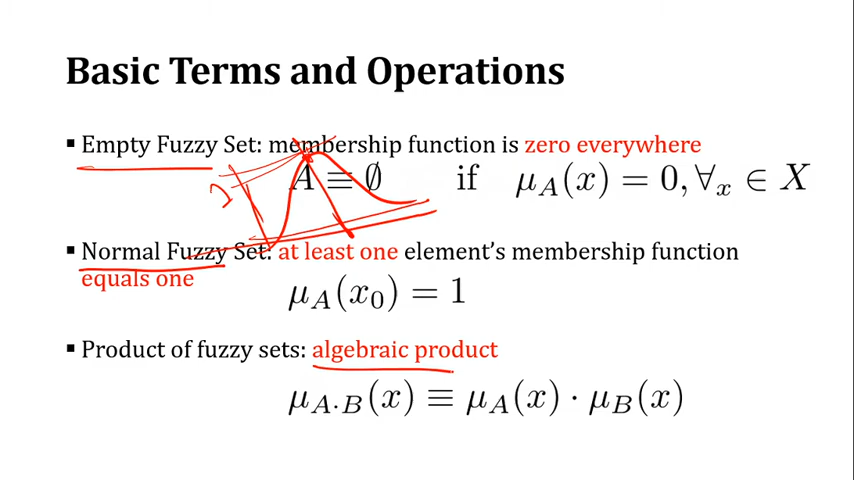 Basic Terms and Operations
▪ Empty Fuzzy Set: membership function is zero everywhere
A ≡ ∅ if μ_A(x) = 0, ∀_x ∈ X
▪ Normal Fuzzy Set: at least one element's membership function
equals one
μ_A(x_0) = 1
▪ Product of fuzzy sets: algebraic product
μ_{A·B}(x) ≡ μ_A(x) · μ_B(x)